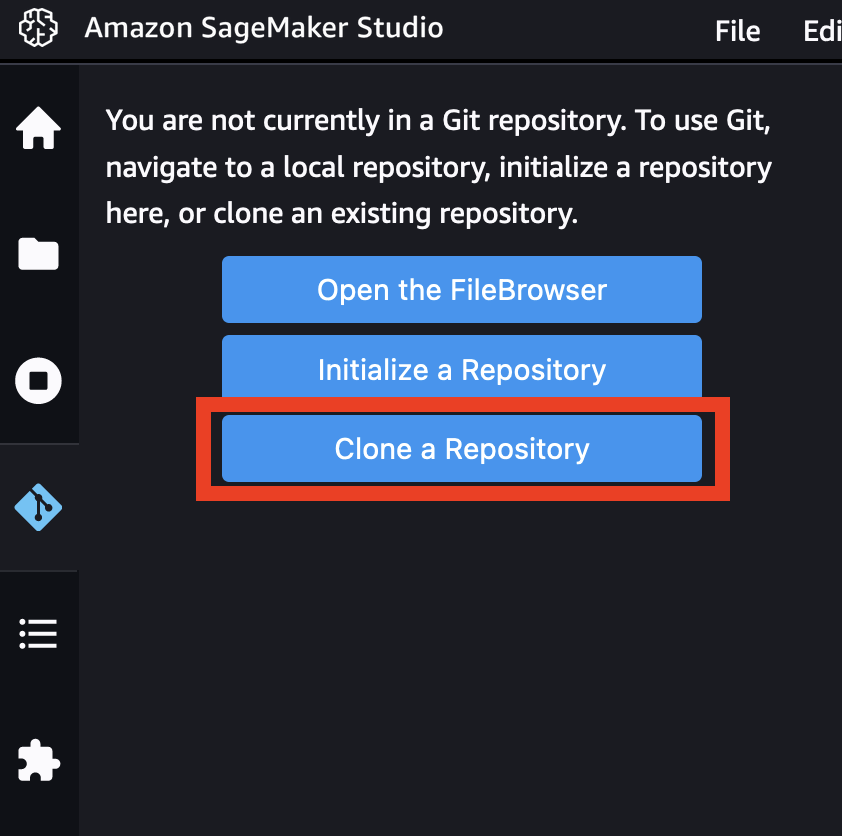 Amazon SageMaker Studio
File
Edi
You are not currently in a Git repository. To use Git,
navigate to a local repository, initialize a repository
here, or clone an existing repository.
Open the FileBrowser
Initialize a Repository
Clone a Repository